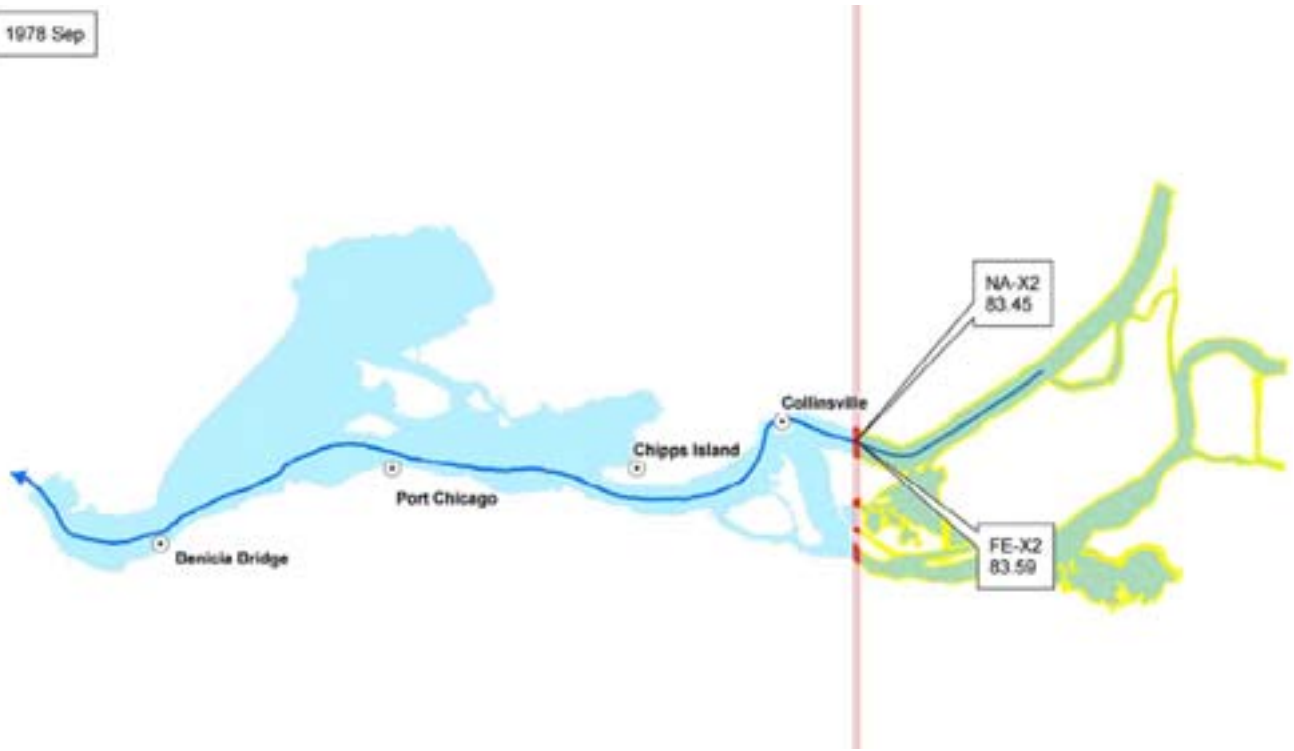 1978 Sep
NA-X2
83.45
Collinsville
Chipps Island
Port Chicago
FE-X2
83.59
Benicia Bridge